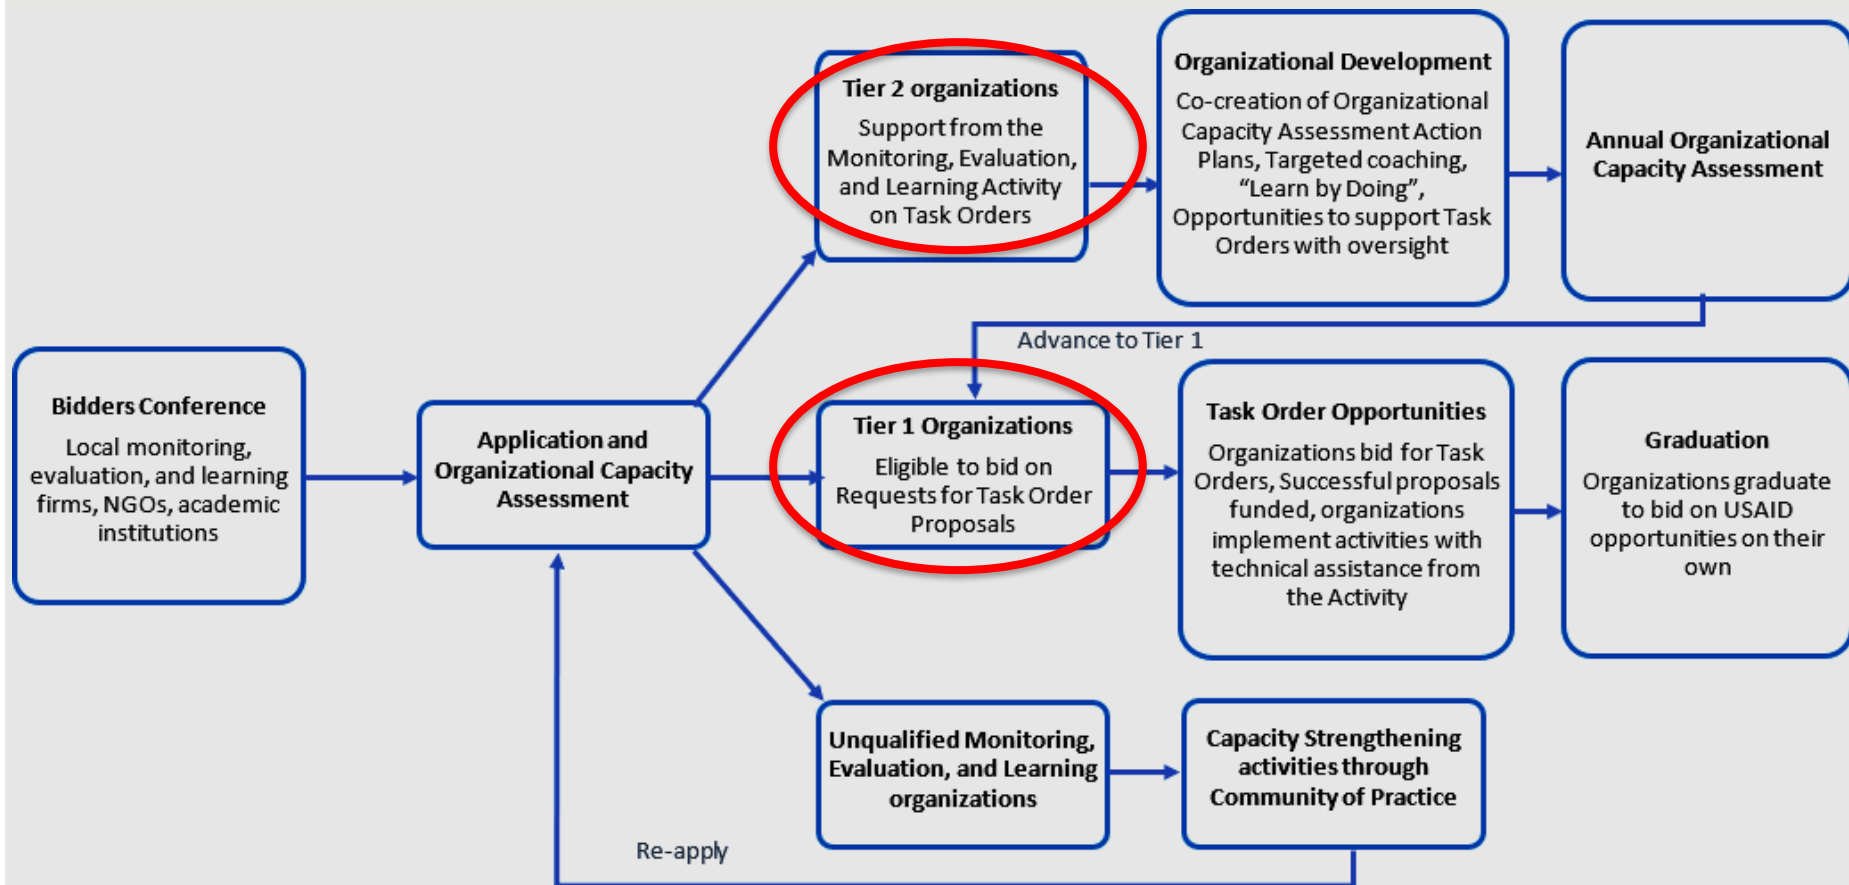 Tier 2 organizations
Support from the
Monitoring, Evaluation,
and Learning Activity
on Task Orders
Organizational Development
Co-creation of Organizational
Capacity Assessment Action
Plans, Targeted coaching,
“Learn by Doing”,
Opportunities to support Task
Orders with oversight
Annual Organizational
Capacity Assessment
Advance to Tier 1
Bidders Conference
Local monitoring,
evaluation, and learning
firms, NGOs, academic
institutions
Application and
Organizational Capacity
Assessment
Tier 1 Organizations
Eligible to bid on
Requests for Task Order
Proposals
Task Order Opportunities
Organizations bid for Task
Orders, Successful proposals
funded, organizations
implement activities with
technical assistance from
the Activity
Graduation
Organizations graduate
to bid on USAID
opportunities on their
own
Unqualified Monitoring,
Evaluation, and Learning
organizations
Capacity Strengthening
activities through
Community of Practice
Re-apply